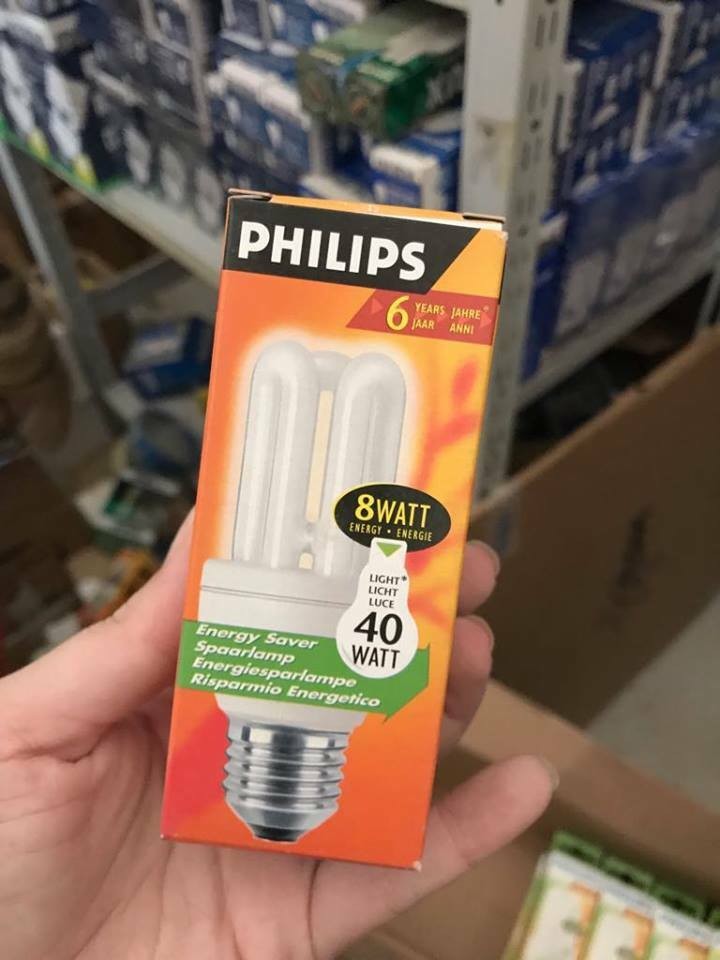 PHILIPS
6 YEARS JAHRE*
JAAR ANNI
8WATT
ENERGY • ENERGIE
LIGHT*
LICHT
LUCE
40
WATT
Energy Saver
Spaarlamp
Energiesparlampe
Risparmio Energetico